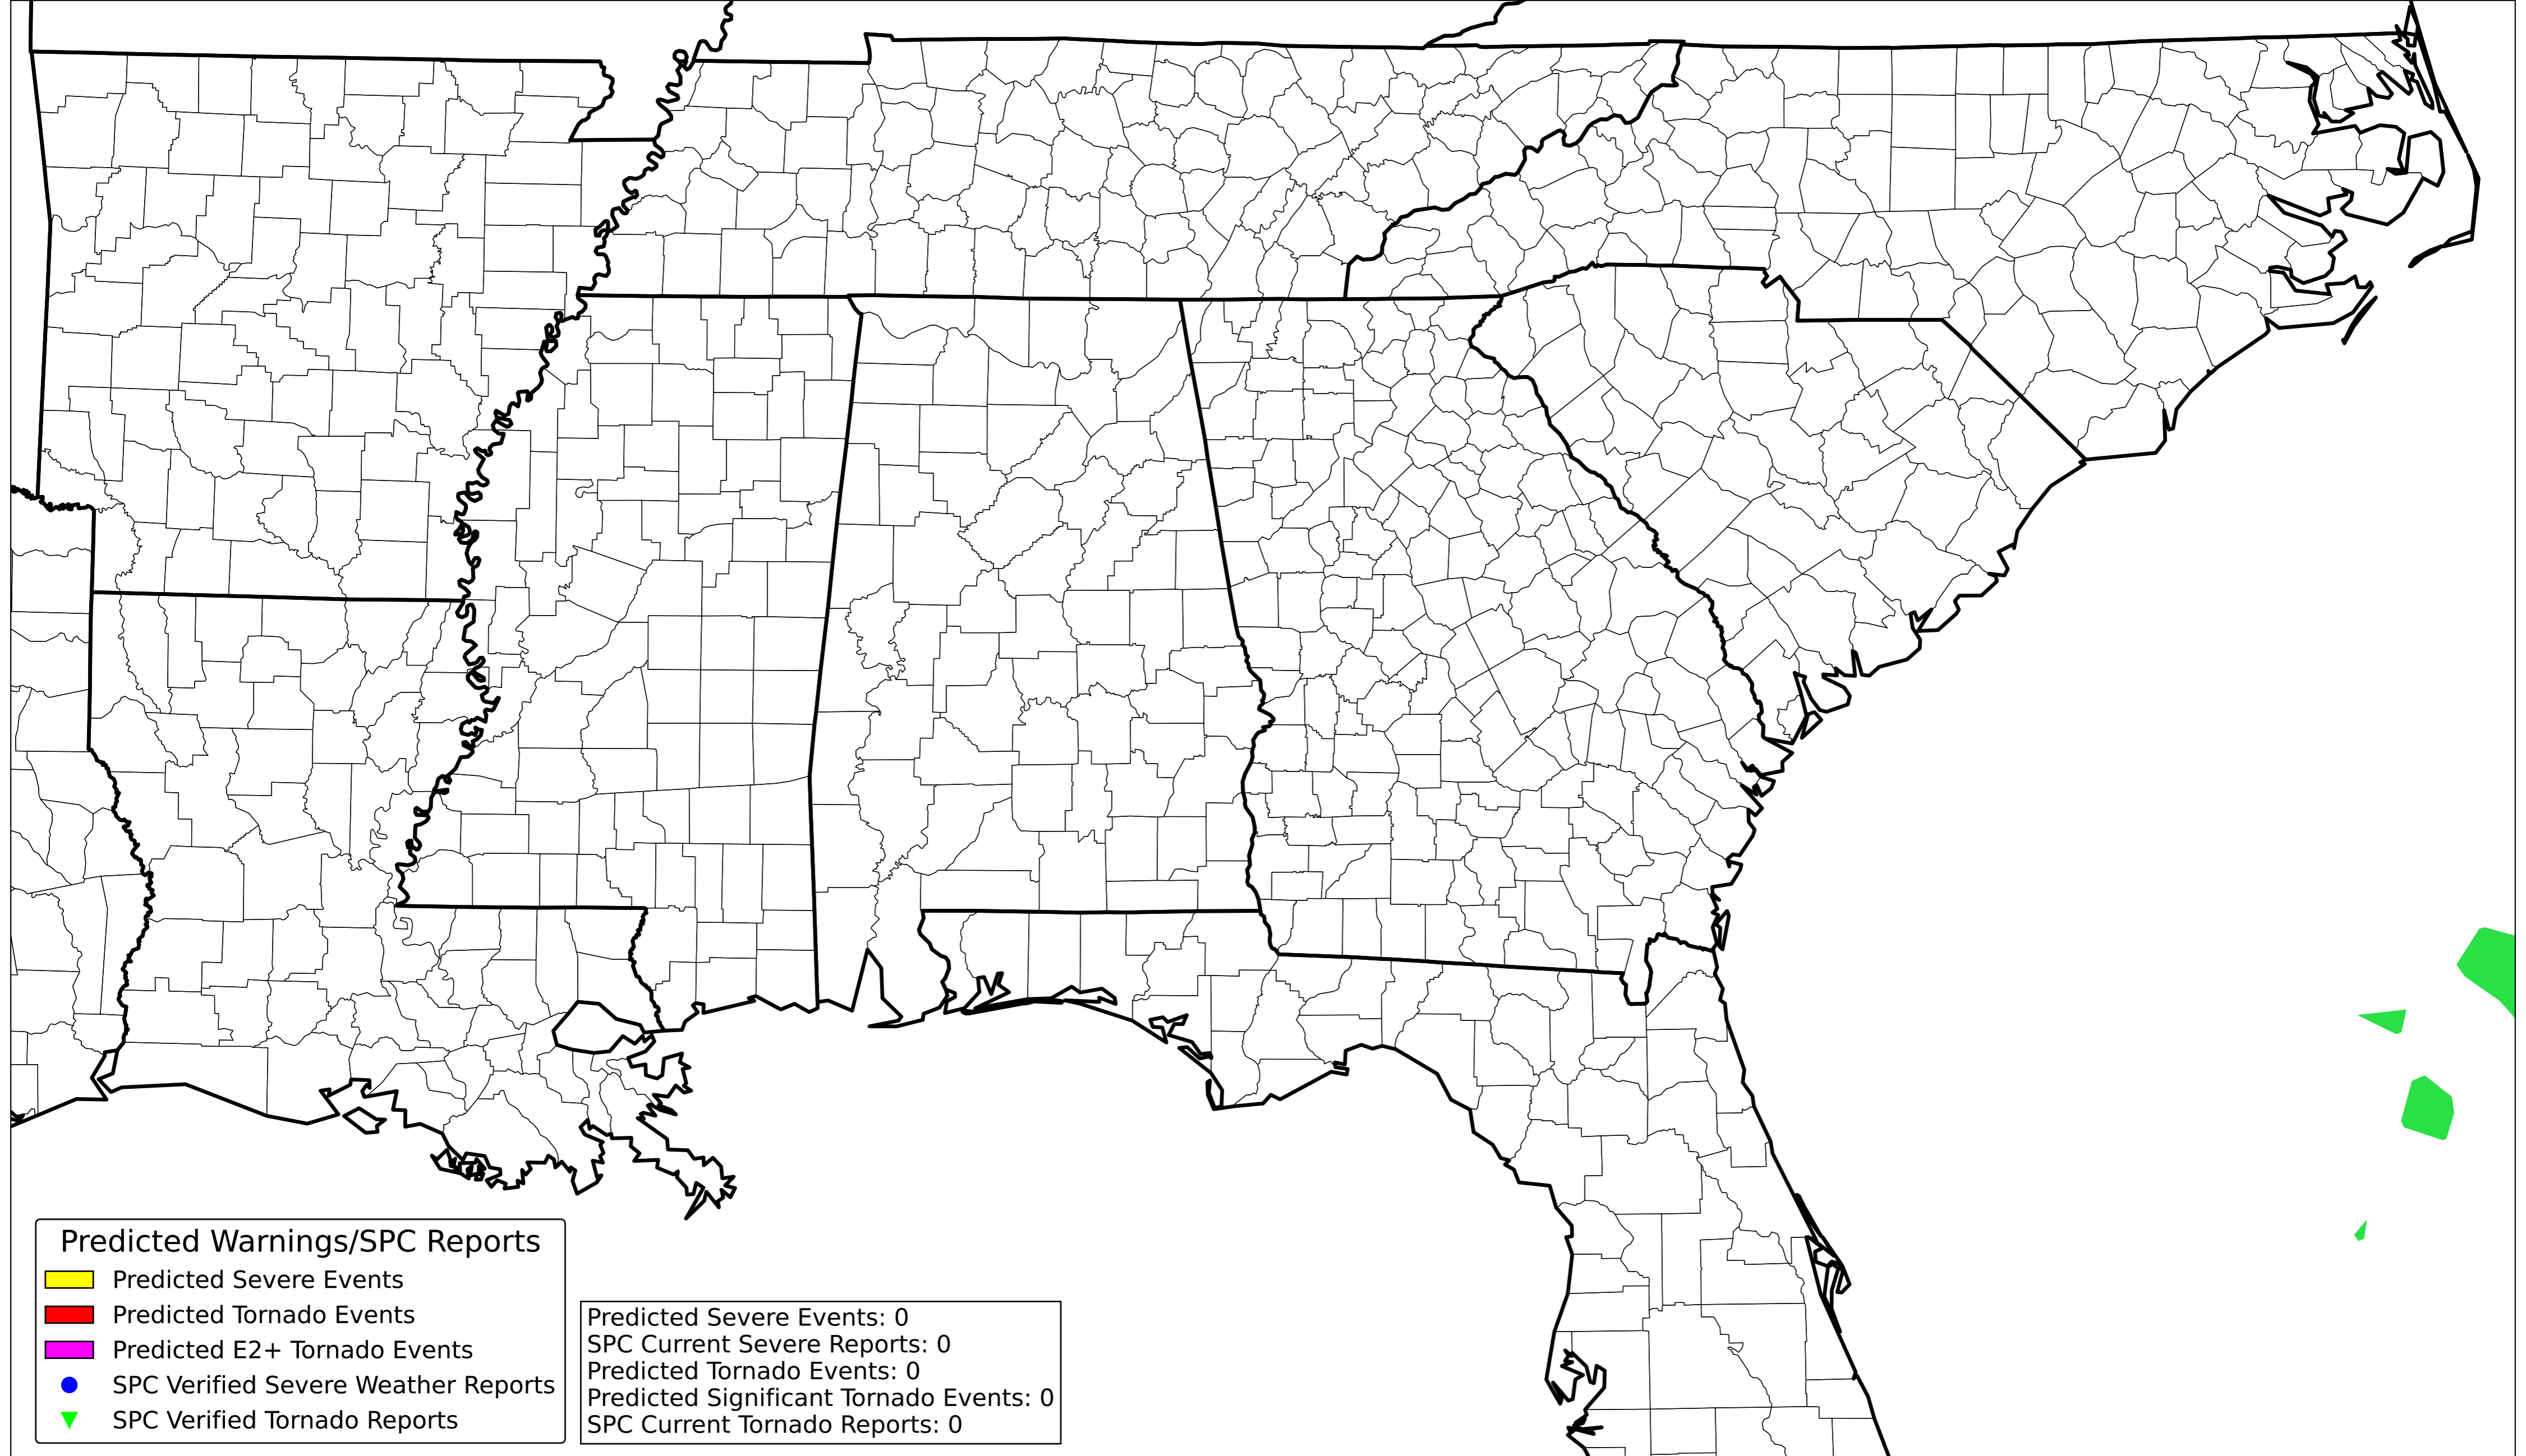 Predicted Warnings/SPC Reports
Predicted Severe Events
Predicted Tornado Events
Predicted E2+ Tornado Events
SPC Verified Severe Weather Reports
SPC Verified Tornado Reports
Predicted Severe Events: 0
SPC Current Severe Reports: 0
Predicted Tornado Events: 0
Predicted Significant Tornado Events: 0
SPC Current Tornado Reports: 0